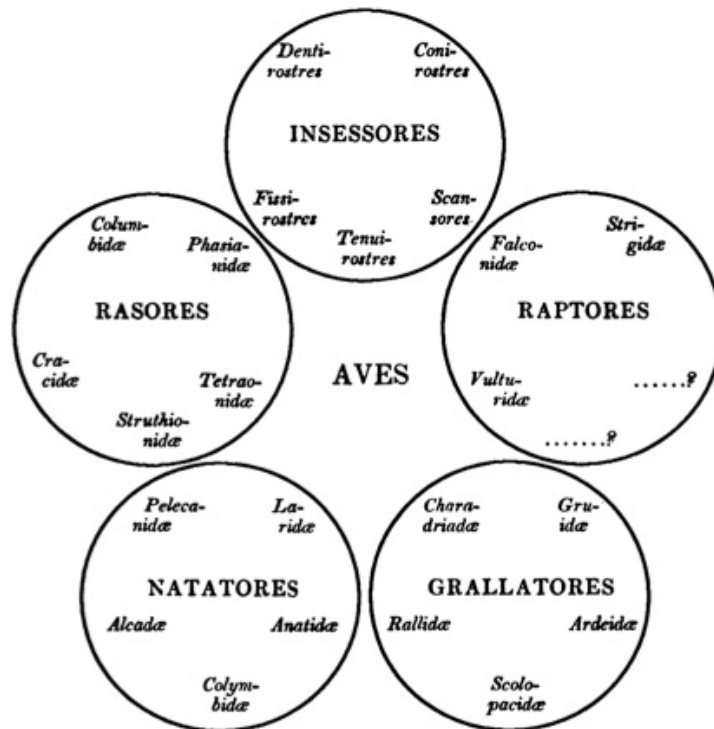 Denti-
rostres
Coni-
rostres
INSESSORES
Fissi-
rostres
Scan-
sores
Tenui-
rostres
Colum-
bidæ
Phasia-
nidæ
RASORES
Cra-
cidæ
Tetrao-
nidæ
Struthio-
nidæ
Falco-
nidæ
Stri-
gidæ
RAPTORES
Vultu-
ridæ
......?
.......?
AVES
Peleca-
nidæ
La-
ridæ
NATATORES
Alcadæ
Anatidæ
Colym-
bidæ
Chara-
driadæ
Gru-
idæ
GRALLATORES
Rallidæ
Ardeidæ
Scolo-
pacidæ